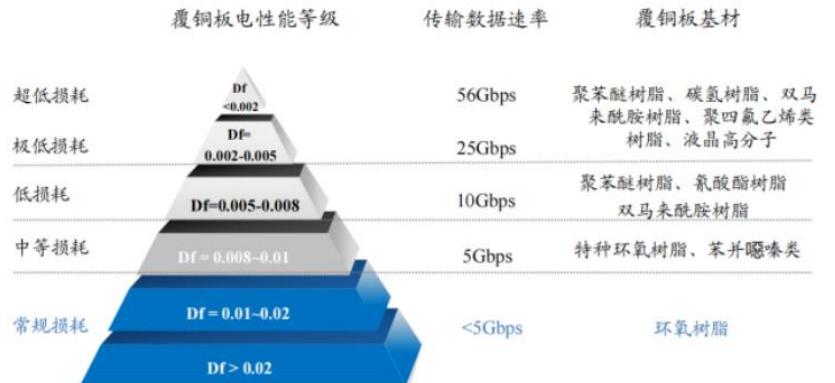 覆铜板电性能等级 传输数据速率 覆铜板基材
超低损耗 Df <0.002 56Gbps 聚苯醚树脂、碳氢树脂、双马
来酰胺树脂、聚四氟乙烯类
树脂、液晶高分子
极低损耗 Df= 0.002-0.005 25Gbps
低损耗 Df=0.005-0.008 10Gbps 聚苯醚树脂、氰酸酯树脂
双马来酰胺树脂
中等损耗 Df = 0.008~0.01 5Gbps 特种环氧树脂、苯并噁嗪类
常规损耗 Df = 0.01~0.02 <5Gbps 环氧树脂
Df > 0.02